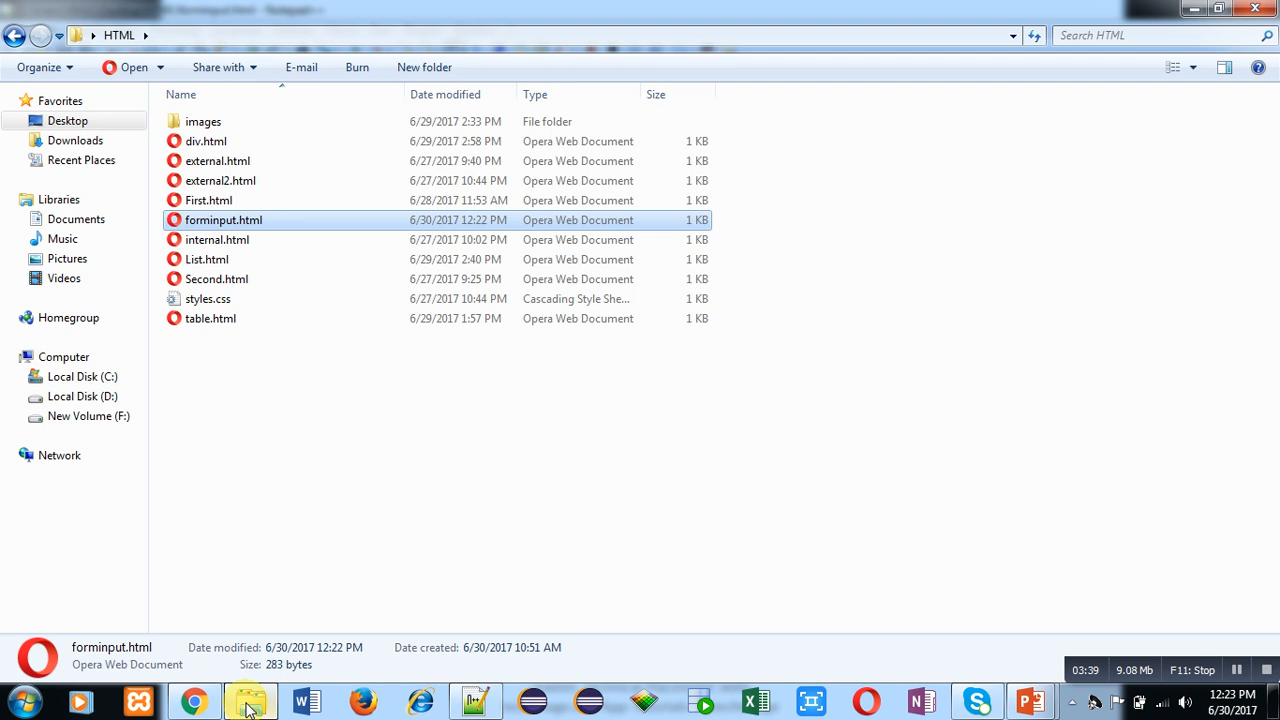 HTML
Search HTML
Organize Open Share with E-mail Burn New folder
Name Date modified Type Size
Favorites
Desktop
Downloads
Recent Places
Libraries
Documents
Music
Pictures
Videos
Homegroup
Computer
Local Disk (C:)
Local Disk (D:)
New Volume (F:)
Network
images 6/29/2017 2:33 PM File folder
div.html 6/29/2017 2:58 PM Opera Web Document 1 KB
external.html 6/27/2017 9:40 PM Opera Web Document 1 KB
external2.html 6/27/2017 10:44 PM Opera Web Document 1 KB
First.html 6/28/2017 11:53 AM Opera Web Document 1 KB
forminput.html 6/30/2017 12:22 PM Opera Web Document 1 KB
internal.html 6/27/2017 10:02 PM Opera Web Document 1 KB
List.html 6/29/2017 2:40 PM Opera Web Document 1 KB
Second.html 6/27/2017 9:25 PM Opera Web Document 1 KB
styles.css 6/27/2017 10:44 PM Cascading Style She... 1 KB
table.html 6/29/2017 1:57 PM Opera Web Document 1 KB
forminput.html Date modified: 6/30/2017 12:22 PM Date created: 6/30/2017 10:51 AM
Opera Web Document Size: 283 bytes
03:39 9.08 Mb F11: Stop
12:23 PM
6/30/2017